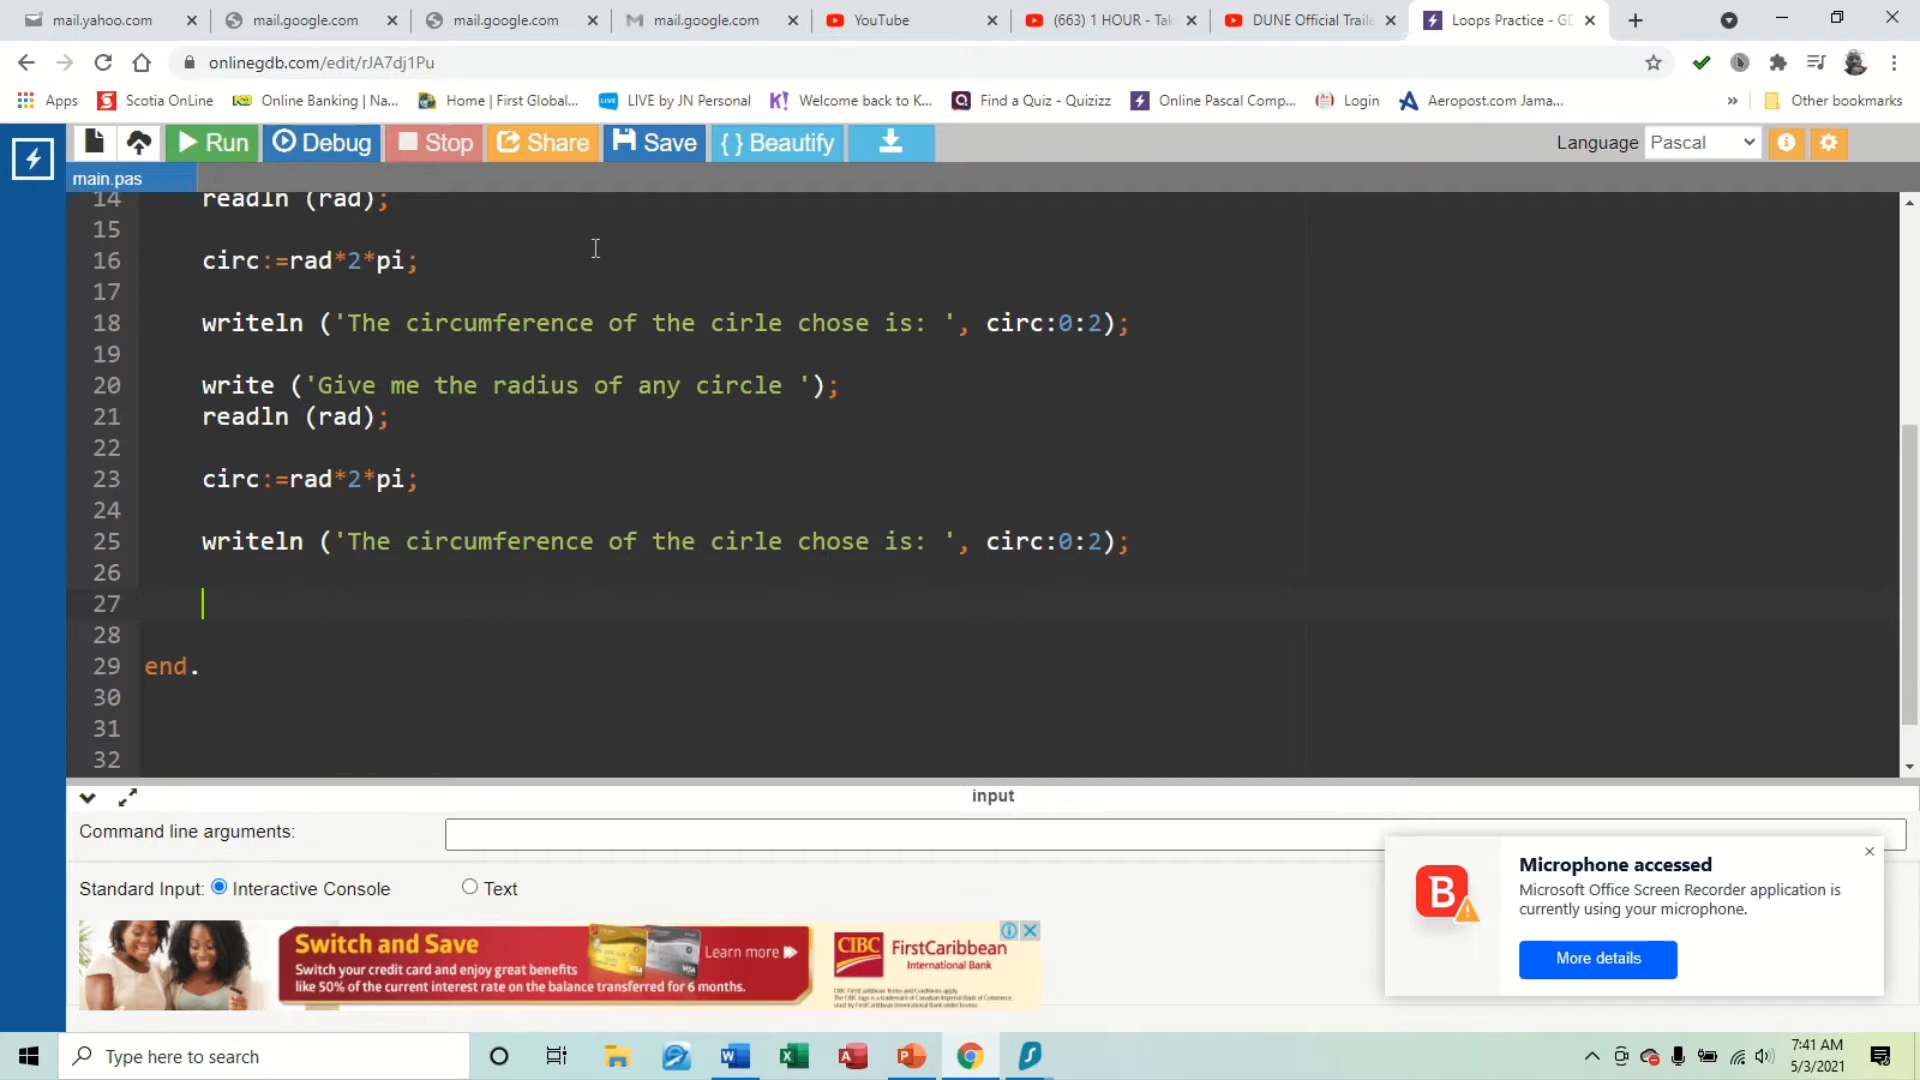 mail.yahoo.com
mail.google.com
mail.google.com
mail.google.com
YouTube
(663) 1 HOUR - Tak
DUNE Official Traile
Loops Practice - GD
onlinegdb.com/edit/rJA7dj1Pu
Apps
Scotia OnLine
Online Banking | Na...
Home | First Global...
LIVE by JN Personal
Welcome back to K...
Find a Quiz - Quizizz
Online Pascal Comp...
Login
Aeropost.com Jama...
»
Other bookmarks
Run
Debug
Stop
Share
Save
{ } Beautify
Language
Pascal
main.pas
14 readln (rad);
15
16 circ:=rad*2*pi;
17
18 writeln ('The circumference of the cirle chose is: ', circ:0:2);
19
20 write ('Give me the radius of any circle ');
21 readln (rad);
22
23 circ:=rad*2*pi;
24
25 writeln ('The circumference of the cirle chose is: ', circ:0:2);
26
27
28
29 end.
30
31
32
input
Command line arguments:
Standard Input:
Interactive Console
Text
Switch and Save
Switch your credit card and enjoy great benefits
like 50% of the current interest rate on the balance transferred for 6 months.
Learn more
CIBC
FirstCaribbean
International Bank
B
Microphone accessed
Microsoft Office Screen Recorder application is
currently using your microphone.
More details
Type here to search
7:41 AM
5/3/2021